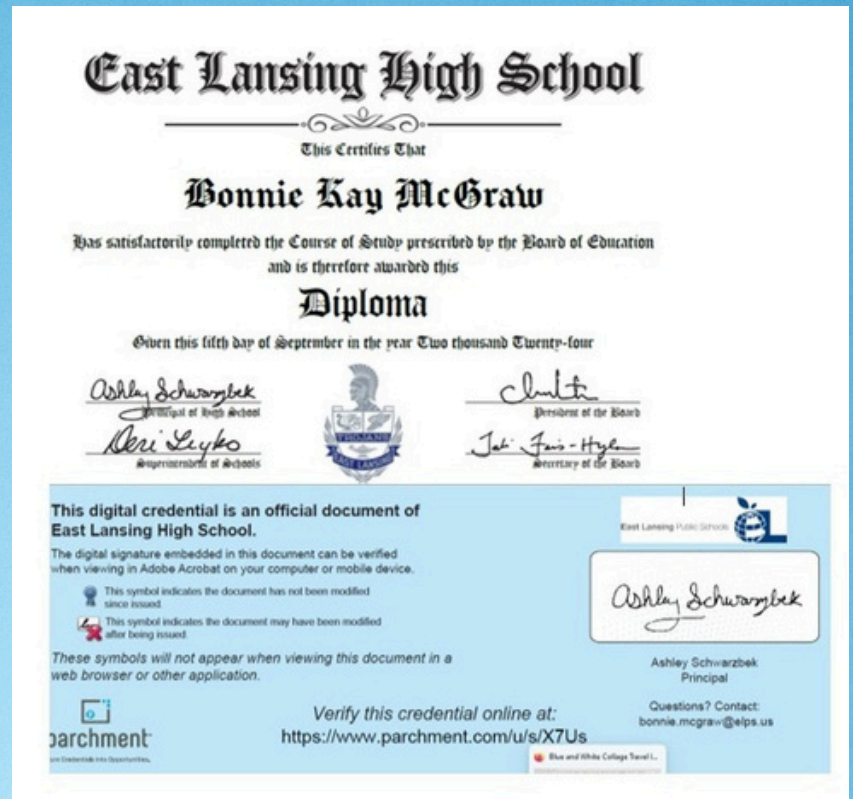 East Lansing High School
This Certifies That
Bonnie Kay McGraw
Has satisfactorily completed the Course of Study prescribed by the Board of Education
and is therefore awarded this
Diploma
Given this fifth day of September in the year Two thousand Twenty-four
Ashley Schwarzbek
Principal of High School
President of the Board
Superintendent of Schools
Secretary of the Board
TROJANS
EAST LANSING
This digital credential is an official document of
East Lansing High School.
The digital signature embedded in this document can be verified
when viewing in Adobe Acrobat on your computer or mobile device.
This symbol indicates the document has not been modified
since issued.
This symbol indicates the document may have been modified
after being issued.
These symbols will not appear when viewing this document in a
web browser or other application.
parchment
Credentials into Opportunities.
Verify this credential online at:
https://www.parchment.com/u/s/X7Us
East Lansing Public Schools
eL
Ashley Schwarzbek
Ashley Schwarzbek
Principal
Questions? Contact:
bonnie.mcgraw@elps.us
Blue and White Collage Travel I...